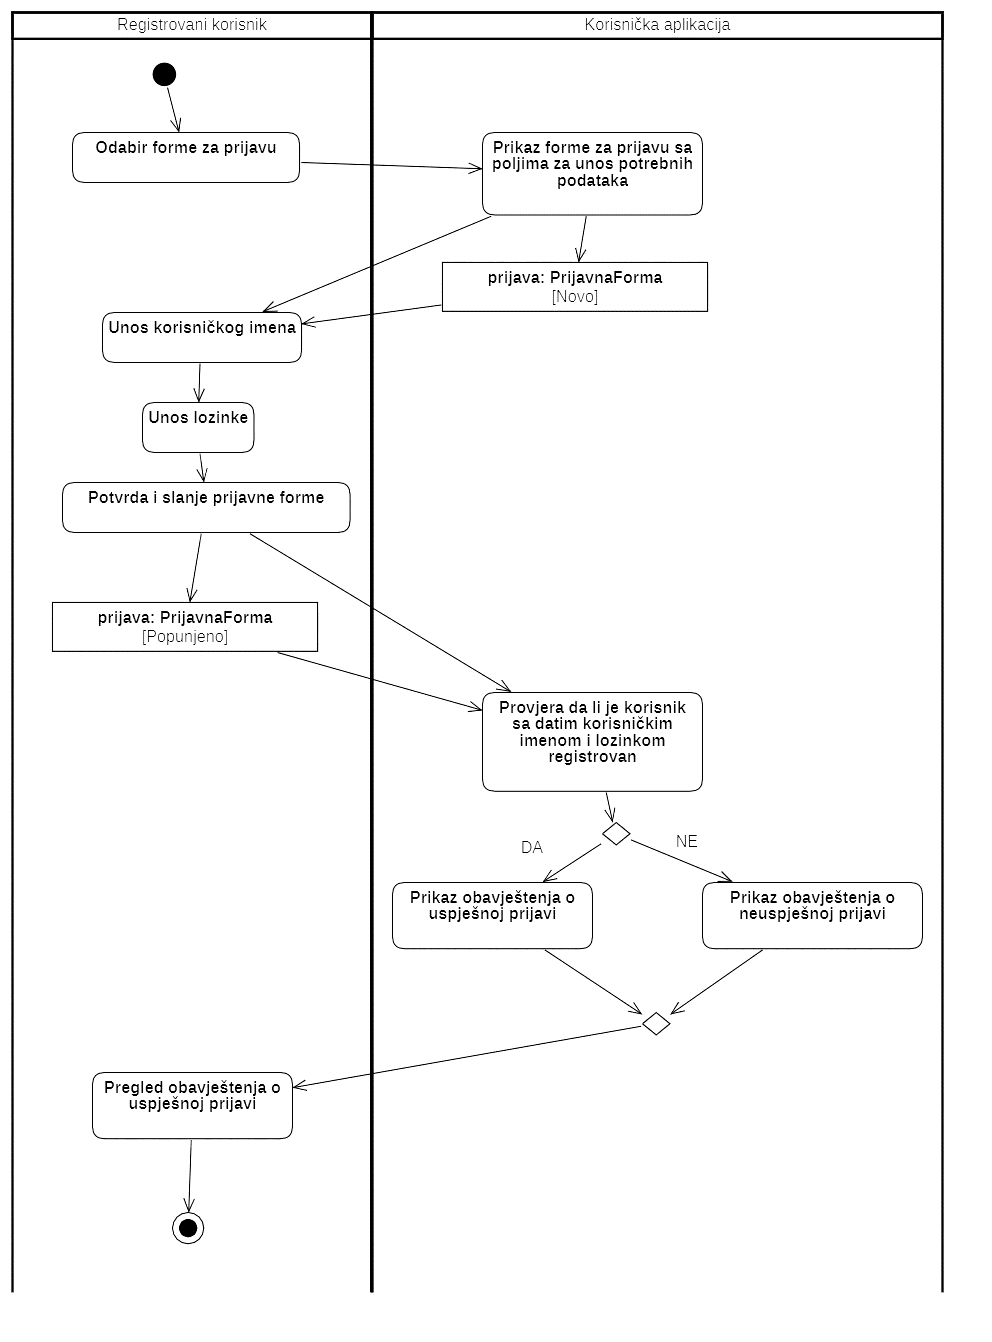 Registrovani korisnik
Korisnička aplikacija
Odabir forme za prijavu
Prikaz forme za prijavu sa
poljima za unos potrebnih
podataka
prijava: PrijavnaForma
[Novo]
Unos korisničkog imena
Unos lozinke
Potvrda i slanje prijavne forme
prijava: PrijavnaForma
[Popunjeno]
Provjera da li je korisnik
sa datim korisničkim
imenom i lozinkom
registrovan
DA
NE
Prikaz obavještenja o
uspješnoj prijavi
Prikaz obavještenja o
neuspješnoj prijavi
Pregled obavještenja o
uspješnoj prijavi